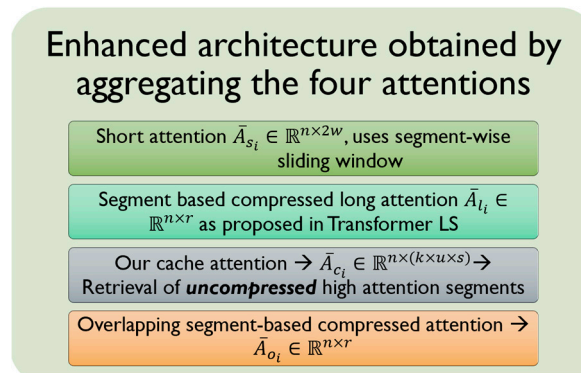 Enhanced architecture obtained by
aggregating the four attentions
Short attention Ā_{s_i} ∈ ℝ^{n×2w}, uses segment-wise
sliding window
Segment based compressed long attention Ā_{l_i} ∈
ℝ^{n×r} as proposed in Transformer LS
Our cache attention → Ā_{c_i} ∈ ℝ^{n×(k×u×s)} →
Retrieval of uncompressed high attention segments
Overlapping segment-based compressed attention →
Ā_{o_i} ∈ ℝ^{n×r}